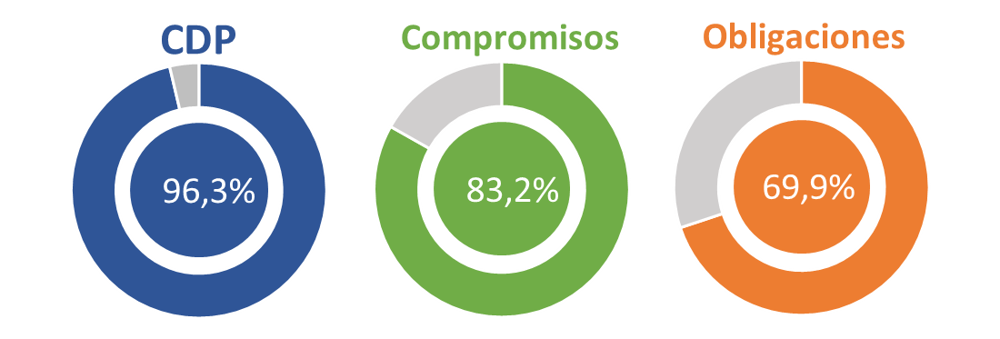 CDP
96,3%
Compromisos
83,2%
Obligaciones
69,9%